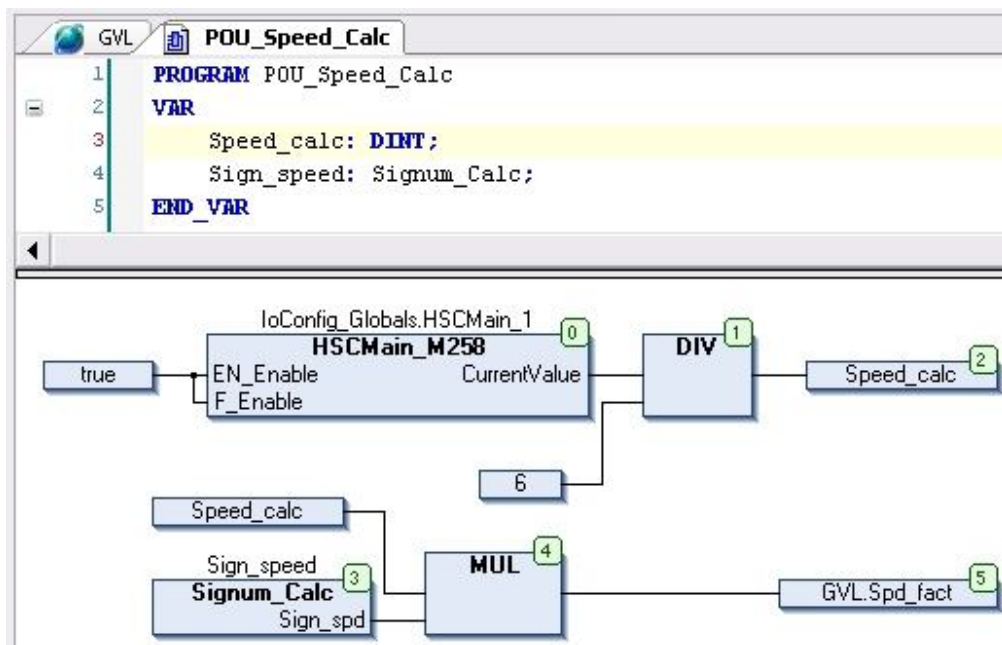 GVL POU_Speed_Calc
1 PROGRAM POU_Speed_Calc
2 VAR
3 Speed_calc: DINT;
4 Sign_speed: Signum_Calc;
5 END_VAR
IoConfig_Globals.HSCMain_1
0
HSCMain_M258
DIV 1
true
EN_Enable CurrentValue
Speed_calc 2
F_Enable
6
Speed_calc
Sign_speed
3
Signum_Calc
Sign_spd
MUL 4
GVL.Spd_fact 5